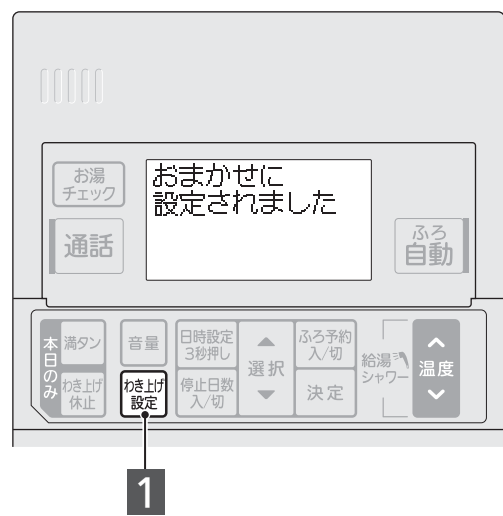 お湯
チェック
おまかせに
設定されました
通話
ふろ
自動
本日のみ
満タン
音量
日時設定
3秒押し
選択
ふろ予約
入/切
給湯
シャワー
温度
わき上げ
休止
わき上げ
設定
停止日数
入/切
決定
1